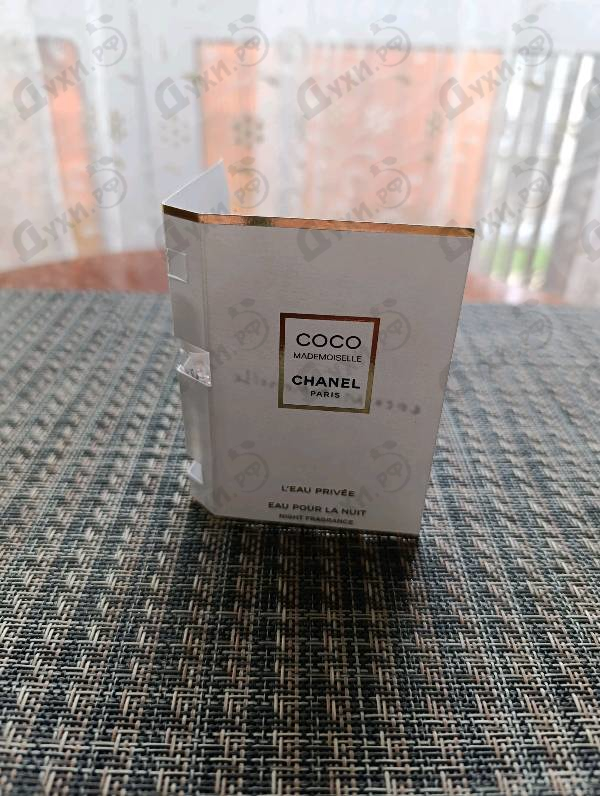 COCO
MADEMOISELLE
CHANEL
PARIS
L'EAU PRIVÉE
EAU POUR LA NUIT
NIGHT FRAGRANCE
Духи.РФ